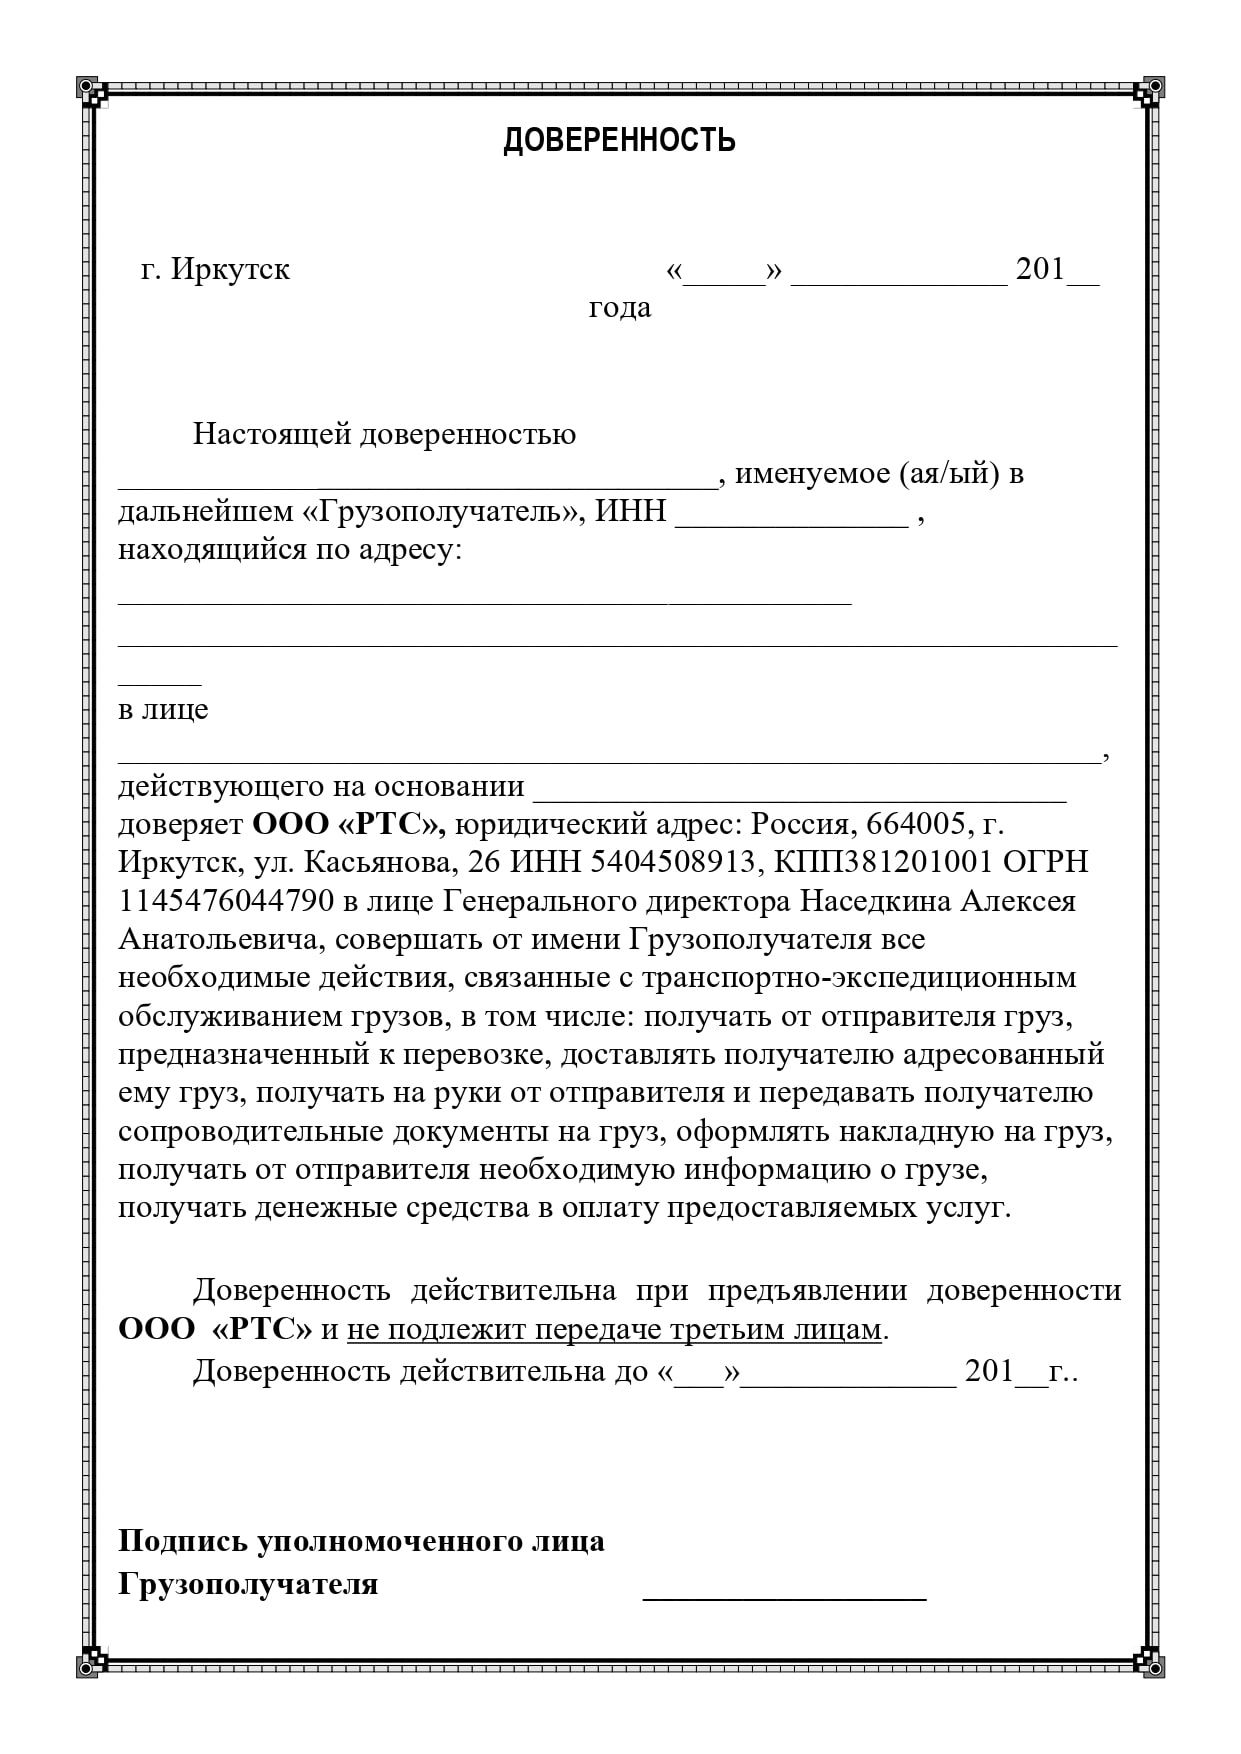 ДОВЕРЕННОСТЬ
г. Иркутск «_____» _____________ 201__
года
Настоящей доверенностью
____________________________________, именуемое (ая/ый) в
дальнейшем «Грузополучатель», ИНН ______________ ,
находящийся по адресу:
____________________________________________
____________________________________________________________
_____
в лице
___________________________________________________________,
действующего на основании ________________________________
доверяет ООО «РТС», юридический адрес: Россия, 664005, г.
Иркутск, ул. Касьянова, 26 ИНН 5404508913, КПП381201001 ОГРН
1145476044790 в лице Генерального директора Наседкина Алексея
Анатольевича, совершать от имени Грузополучателя все
необходимые действия, связанные с транспортно-экспедиционным
обслуживанием грузов, в том числе: получать от отправителя груз,
предназначенный к перевозке, доставлять получателю адресованный
ему груз, получать на руки от отправителя и передавать получателю
сопроводительные документы на груз, оформлять накладную на груз,
получать от отправителя необходимую информацию о грузе,
получать денежные средства в оплату предоставляемых услуг.
Доверенность действительна при предъявлении доверенности
ООО «РТС» и не подлежит передаче третьим лицам.
Доверенность действительна до «___»_____________ 201__г..
Подпись уполномоченного лица
Грузополучателя _________________